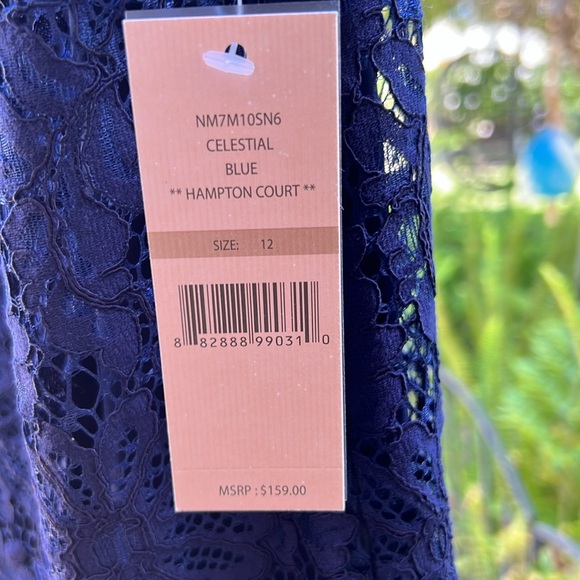 NM7M10SN6
CELESTIAL
BLUE
** HAMPTON COURT **
SIZE: 12
8 82888 99031 0
MSRP : $159.00